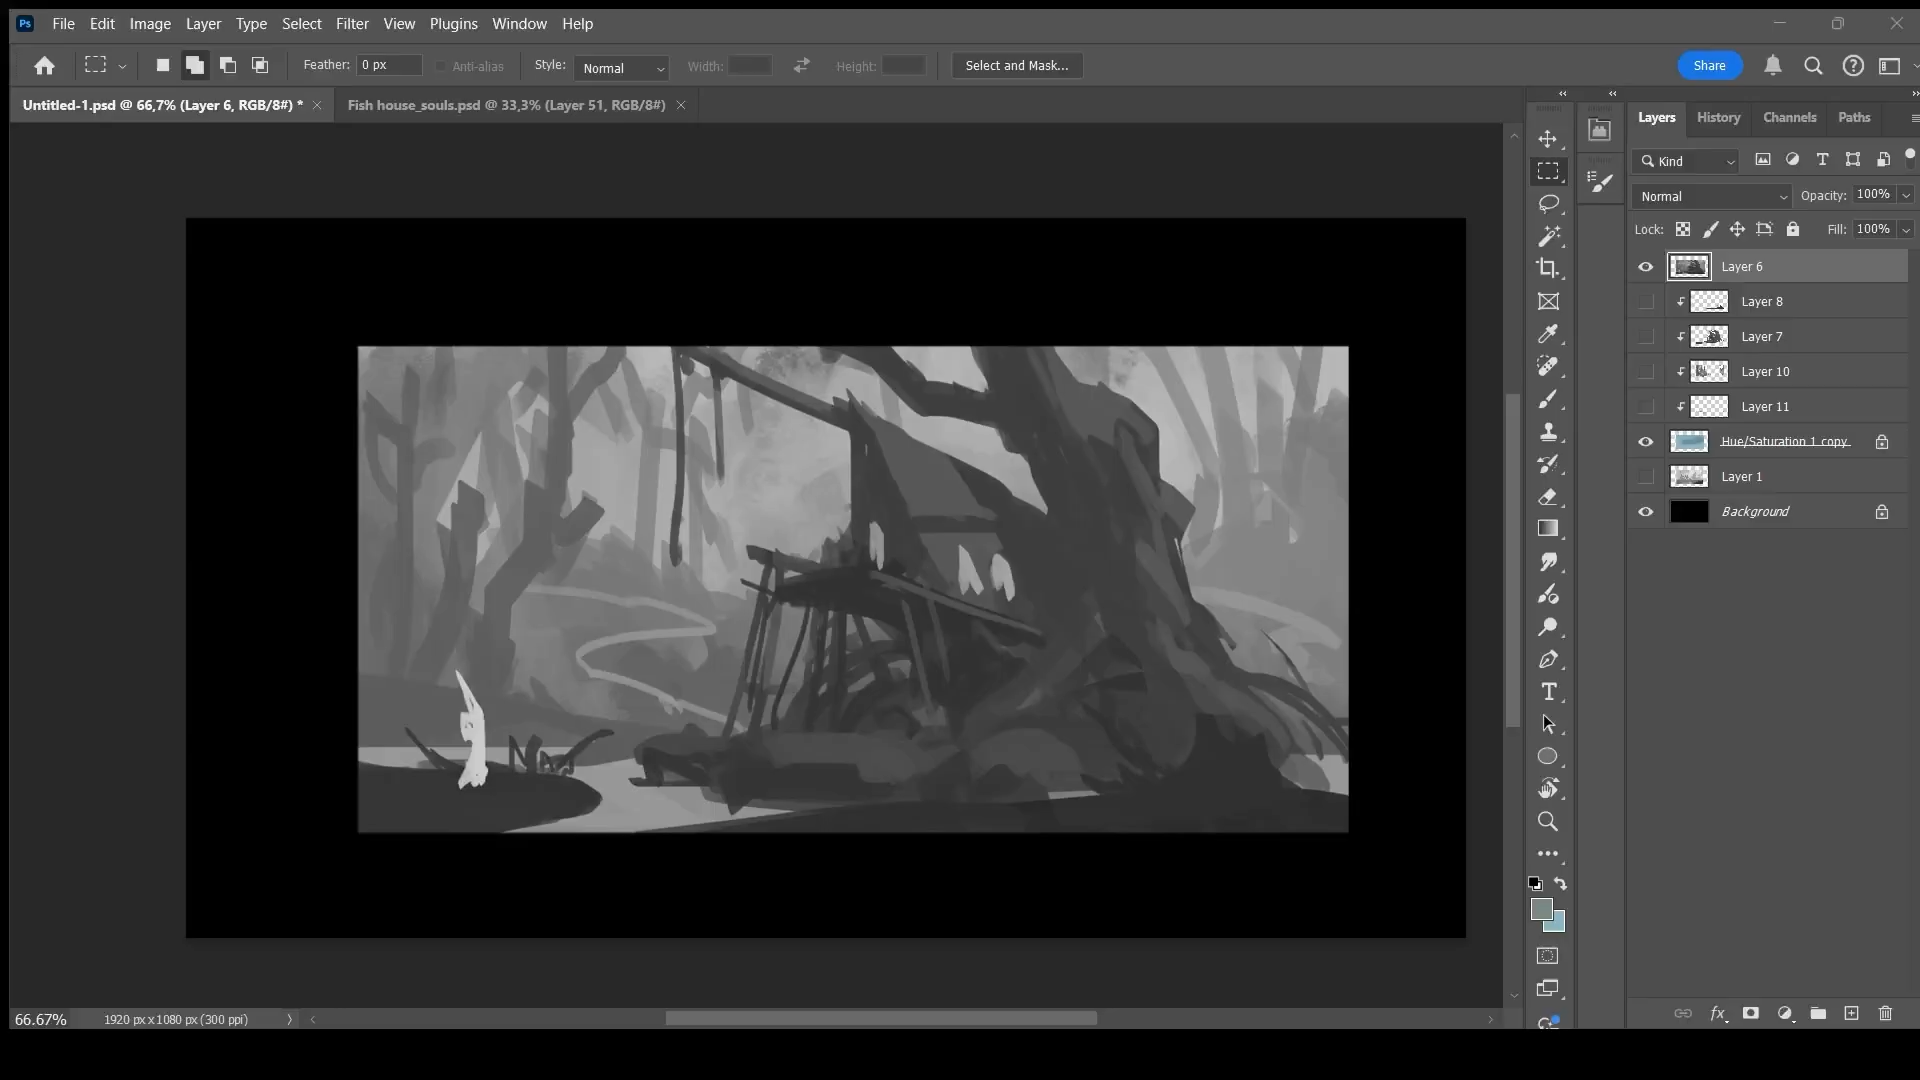 Ps File Edit Image Layer Type Select Filter View Plugins Window Help
Feather: 0 px Anti-alias Style: Normal Width: Height: Select and Mask... Share
Untitled-1.psd @ 66,7% (Layer 6, RGB/8#) * Fish house_souls.psd @ 33,3% (Layer 51, RGB/8#)
Layers History Channels Paths
Kind
Normal Opacity: 100%
Lock: Fill: 100%
Layer 6
Layer 8
Layer 7
Layer 10
Layer 11
Hue/Saturation 1 copy
Layer 1
Background
66.67% 1920 px x 1080 px (300 ppi)